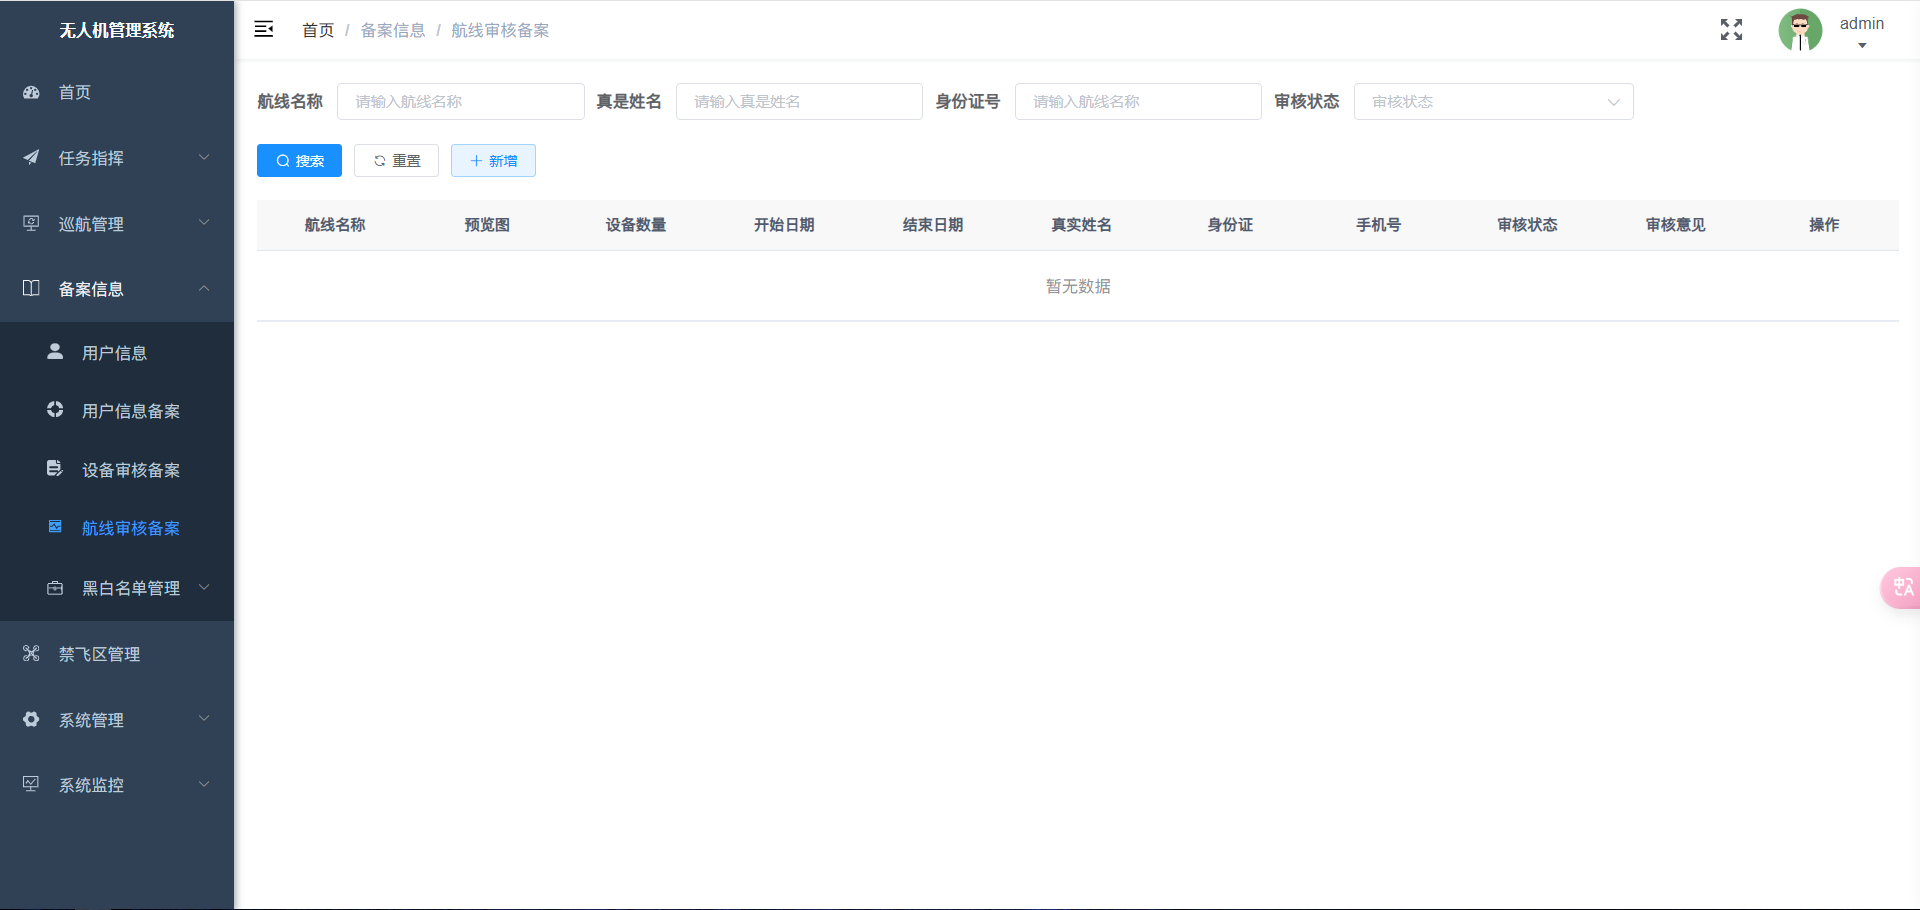 无人机管理系统
首页 / 备案信息 / 航线审核备案
admin
首页
任务指挥
巡航管理
备案信息
用户信息
用户信息备案
设备审核备案
航线审核备案
黑白名单管理
禁飞区管理
系统管理
系统监控
航线名称 请输入航线名称 真是姓名 请输入真是姓名 身份证号 请输入航线名称 审核状态 审核状态
搜索 重置 新增
航线名称 预览图 设备数量 开始日期 结束日期 真实姓名 身份证 手机号 审核状态 审核意见 操作
暂无数据
中A